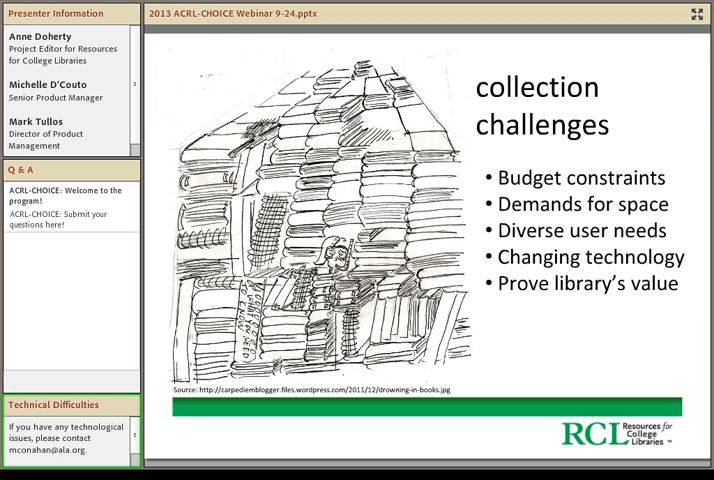 Presenter Information
Anne Doherty
Project Editor for Resources
for College Libraries
Michelle D'Couto
Senior Product Manager
Mark Tullos
Director of Product
Management
Q & A
ACRL-CHOICE: Welcome to the
program!
ACRL-CHOICE: Submit your
questions here!
Technical Difficulties
If you have any technological
issues, please contact
mconahan@ala.org.
2013 ACRL-CHOICE Webinar 9-24.pptx
collection
challenges
• Budget constraints
• Demands for space
• Diverse user needs
• Changing technology
• Prove library's value
Source: http://carpediemblogger.files.wordpress.com/2011/12/drowning-in-books.jpg
RCL Resources for
College
Libraries ™